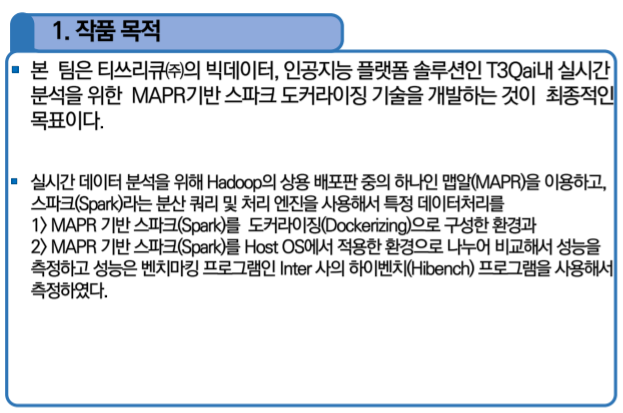 1. 작품 목적
▪ 본 팀은 티쓰리큐㈜의 빅데이터, 인공지능 플랫폼 솔루션인 T3Qai내 실시간
분석을 위한 MAPR기반 스파크 도커라이징 기술을 개발하는 것이 최종적인
목표이다.
▪ 실시간 데이터 분석을 위해 Hadoop의 상용 배포판 중의 하나인 맵알(MAPR)을 이용하고,
스파크(Spark)라는 분산 쿼리 및 처리 엔진을 사용해서 특정 데이터처리를
1〉 MAPR 기반 스파크(Spark)를 도커라이징(Dockerizing)으로 구성한 환경과
2〉 MAPR 기반 스파크(Spark)를 Host OS에서 적용한 환경으로 나누어 비교해서 성능을
측정하고 성능은 벤치마킹 프로그램인 Inter 사의 하이벤치(Hibench) 프로그램을 사용해서
측정하였다.